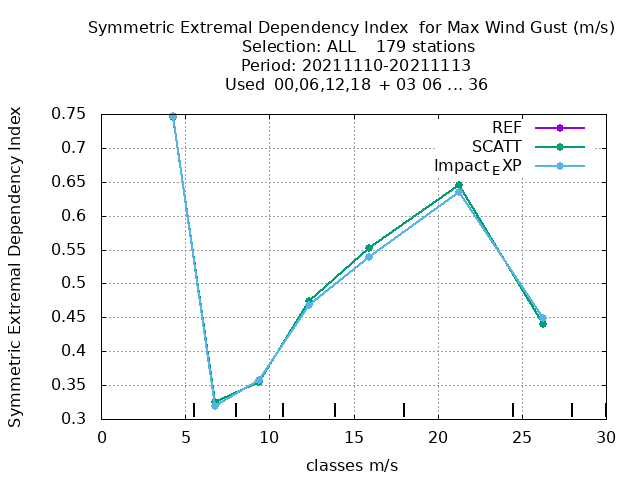 Symmetric Extremal Dependency Index  for Max Wind Gust (m/s)
Selection: ALL    179 stations
Period: 20211110-20211113
Used  00,06,12,18  + 03 06 ... 36
Symmetric Extremal Dependency Index
0.75
0.7
0.65
0.6
0.55
0.5
0.45
0.4
0.35
0.3
REF
SCATT
Impact_EXP
0 5 10 15 20 25 30
classes m/s